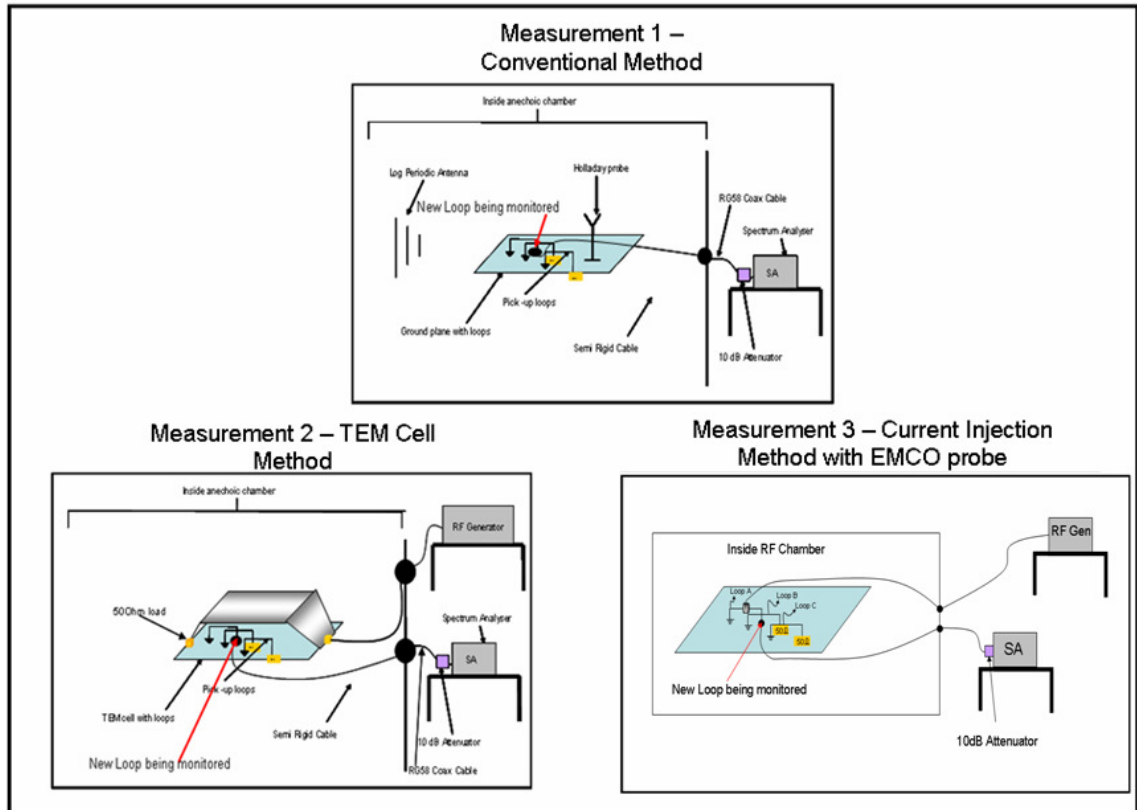 Measurement 1 –
Conventional Method
Inside anechoic chamber
Log Periodic Antenna
Holladay probe
New Loop being monitored
RG58 Coax Cable
Spectrum Analyser
SA
Pick -up loops
Ground plane with loops
Semi Rigid Cable
10 dB Attenuator
Measurement 2 – TEM Cell
Method
Inside anechoic chamber
RF Generator
50 Ohm load
Spectrum Analyser
SA
Pick -up loops
TEM cell with loops
Semi Rigid Cable
10 dB Attenuator
RG58 Coax Cable
New Loop being monitored
Measurement 3 – Current Injection
Method with EMCO probe
RF Gen
Inside RF Chamber
Loop A
Loop B
Loop C
50Ω
50Ω
SA
New Loop being monitored
10dB Attenuator